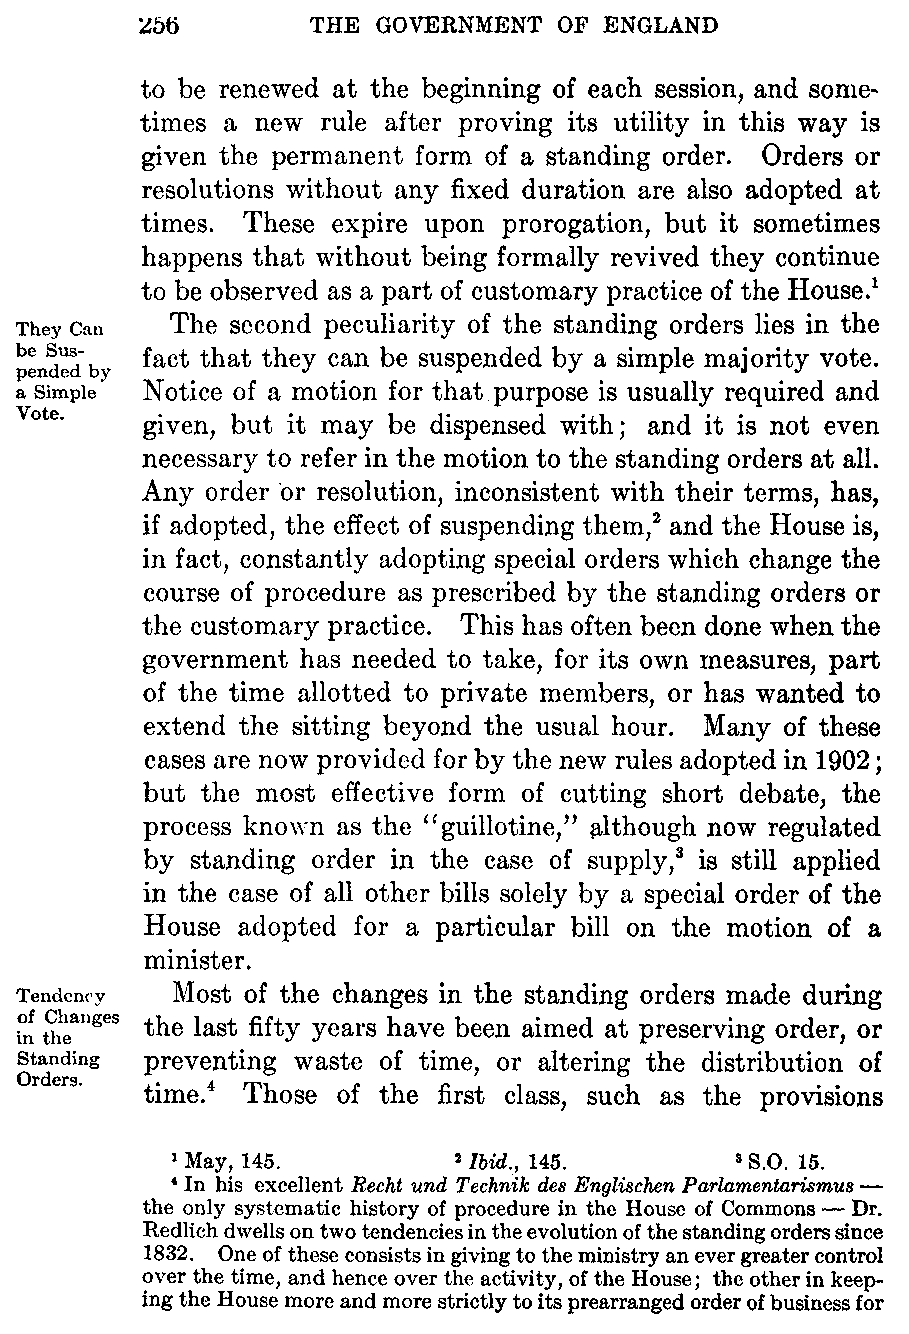 256 THE GOVERNMENT OF ENGLAND
to be renewed at the beginning of each session, and some-
times a new rule after proving its utility in this way is
given the permanent form of a standing order. Orders or
resolutions without any fixed duration are also adopted at
times. These expire upon prorogation, but it sometimes
happens that without being formally revived they continue
to be observed as a part of customary practice of the House.¹
They Can
be Sus-
pended by
a Simple
Vote.
The second peculiarity of the standing orders lies in the
fact that they can be suspended by a simple majority vote.
Notice of a motion for that purpose is usually required and
given, but it may be dispensed with; and it is not even
necessary to refer in the motion to the standing orders at all.
Any order or resolution, inconsistent with their terms, has,
if adopted, the effect of suspending them,² and the House is,
in fact, constantly adopting special orders which change the
course of procedure as prescribed by the standing orders or
the customary practice. This has often been done when the
government has needed to take, for its own measures, part
of the time allotted to private members, or has wanted to
extend the sitting beyond the usual hour. Many of these
cases are now provided for by the new rules adopted in 1902;
but the most effective form of cutting short debate, the
process known as the “guillotine,” although now regulated
by standing order in the case of supply,³ is still applied
in the case of all other bills solely by a special order of the
House adopted for a particular bill on the motion of a
minister.
Tendency
of Changes
in the
Standing
Orders.
Most of the changes in the standing orders made during
the last fifty years have been aimed at preserving order, or
preventing waste of time, or altering the distribution of
time.⁴ Those of the first class, such as the provisions
¹ May, 145. ² Ibid., 145. ³ S.O. 15.
⁴ In his excellent Recht und Technik des Englischen Parlamentarismus —
the only systematic history of procedure in the House of Commons — Dr.
Redlich dwells on two tendencies in the evolution of the standing orders since
1832. One of these consists in giving to the ministry an ever greater control
over the time, and hence over the activity, of the House; the other in keep-
ing the House more and more strictly to its prearranged order of business for